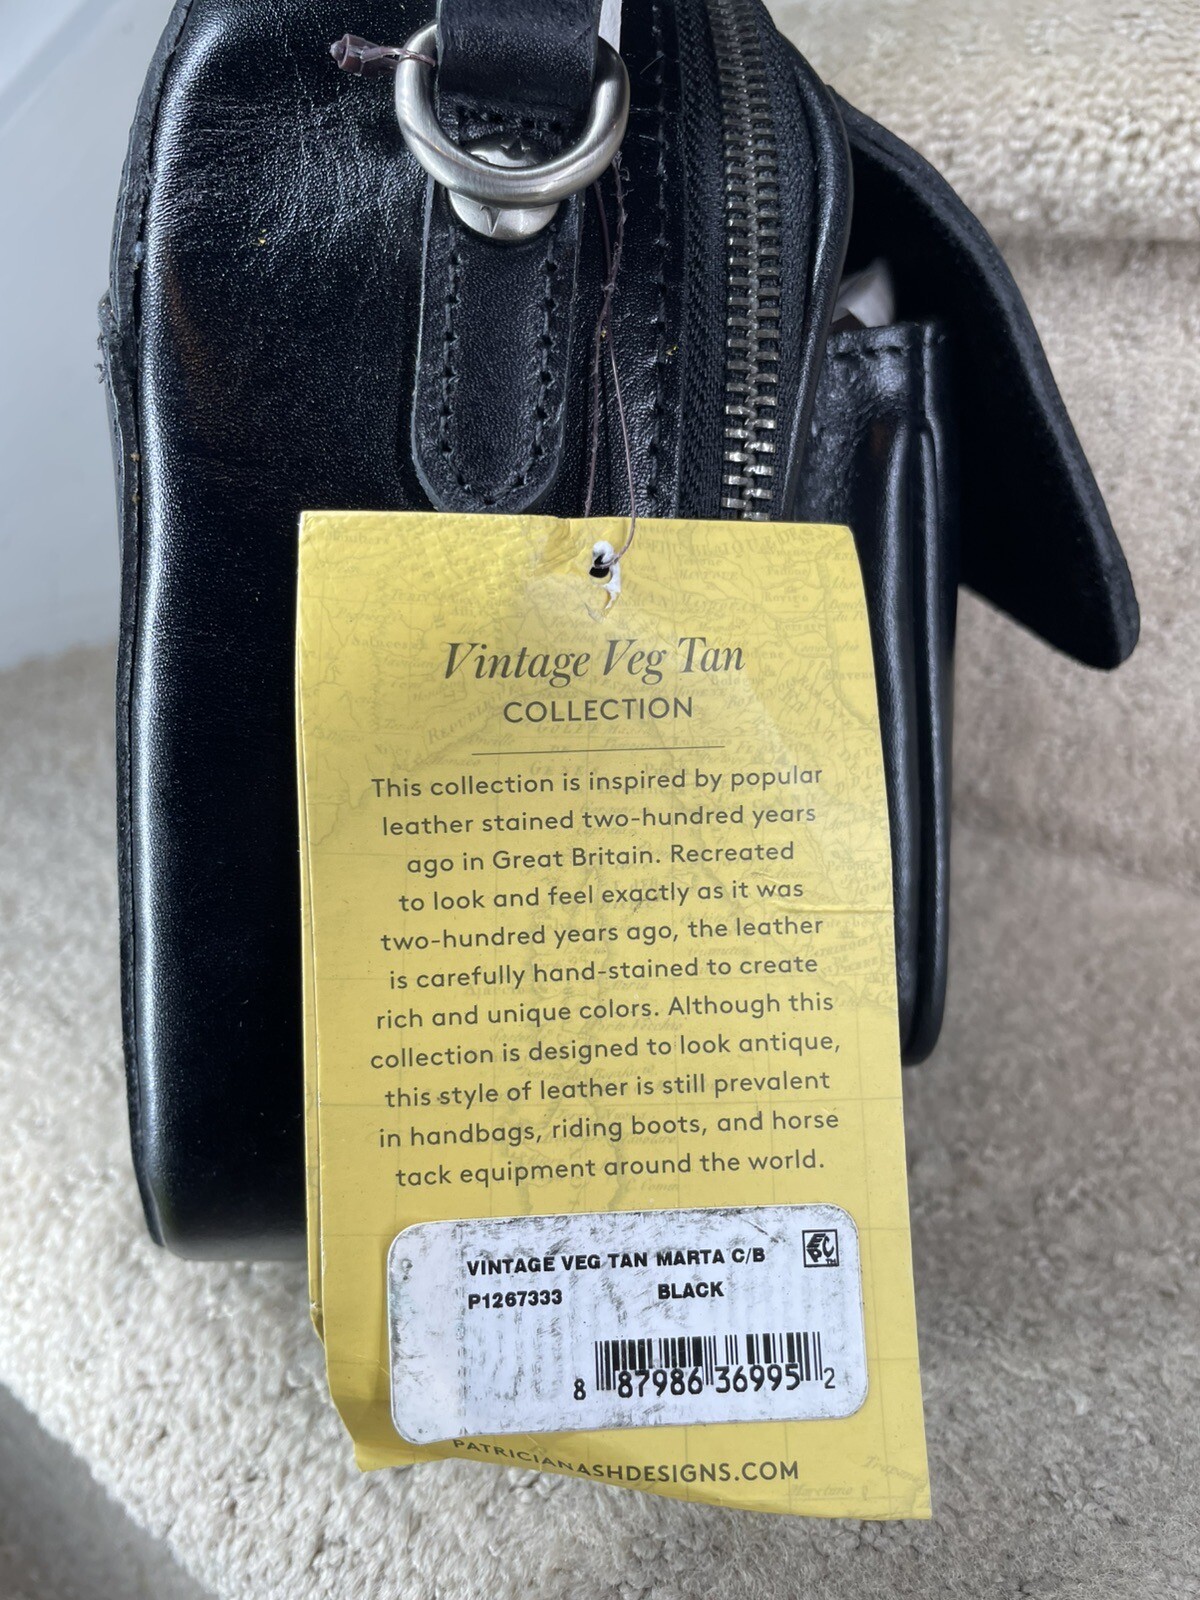 Vintage Veg Tan
COLLECTION
This collection is inspired by popular
leather stained two-hundred years
ago in Great Britain. Recreated
to look and feel exactly as it was
two-hundred years ago, the leather
is carefully hand-stained to create
rich and unique colors. Although this
collection is designed to look antique,
this style of leather is still prevalent
in handbags, riding boots, and horse
tack equipment around the world.
VINTAGE VEG TAN MARTA C/B
P1267333 BLACK
8 87986 36995 2
PATRICIANASHDESIGNS.COM